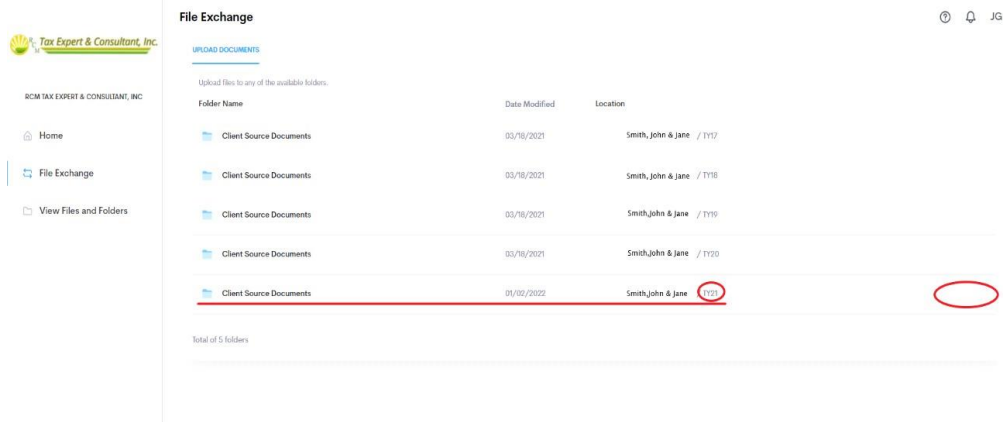 File Exchange
JG
Tax Expert & Consultant, Inc.
UPLOAD DOCUMENTS
Upload files to any of the available folders.
RCM TAX EXPERT & CONSULTANT, INC
Folder Name Date Modified Location
Home
Client Source Documents 03/18/2021 Smith, John & Jane / TY17
File Exchange
Client Source Documents 03/18/2021 Smith, John & Jane / TY18
View Files and Folders
Client Source Documents 03/18/2021 Smith,John & Jane / TY19
Client Source Documents 03/18/2021 Smith,John & Jane / TY20
Client Source Documents 01/02/2022 Smith,John & Jane / TY21
Total of 5 folders